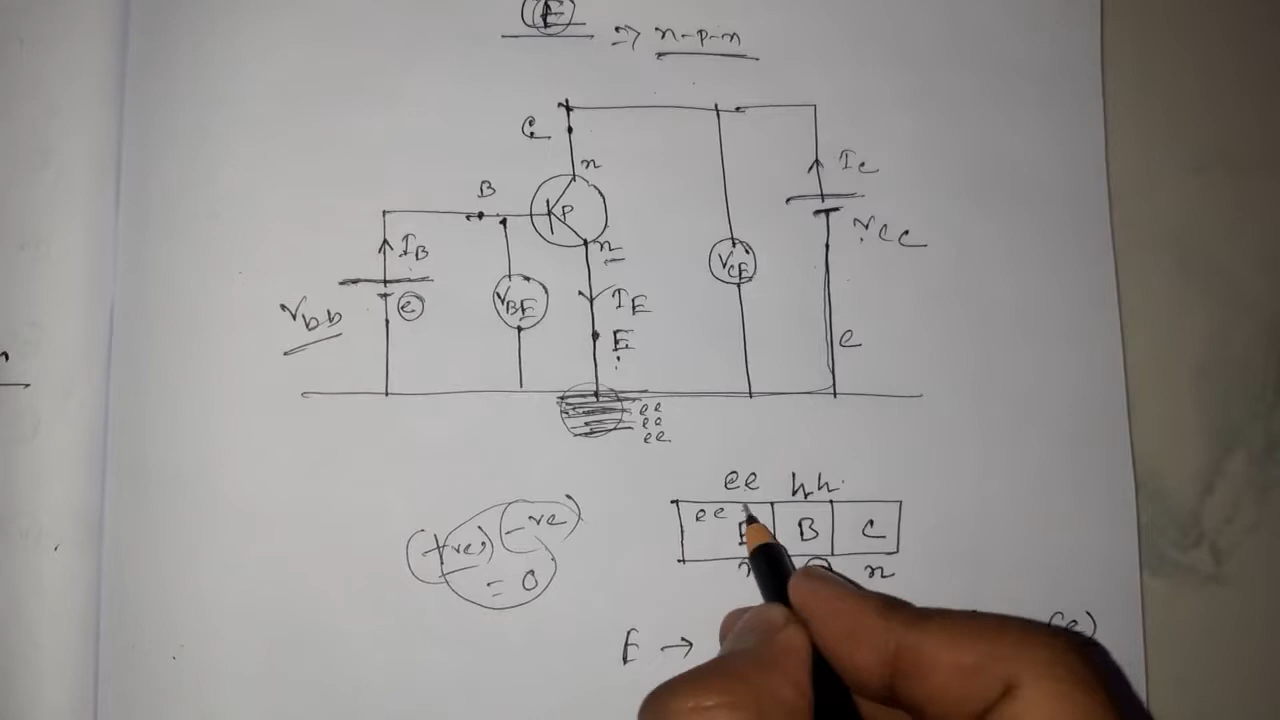 (E ⇒ n-p-n
C
n
B
P
n
I_B
e
V_bb
V_BE
I_E
E
V_CE
I_c
V_CC
e
ee
ee
ee
ee hh
ee B C
n
(+ve) (-ve)
= 0
E →
(e)